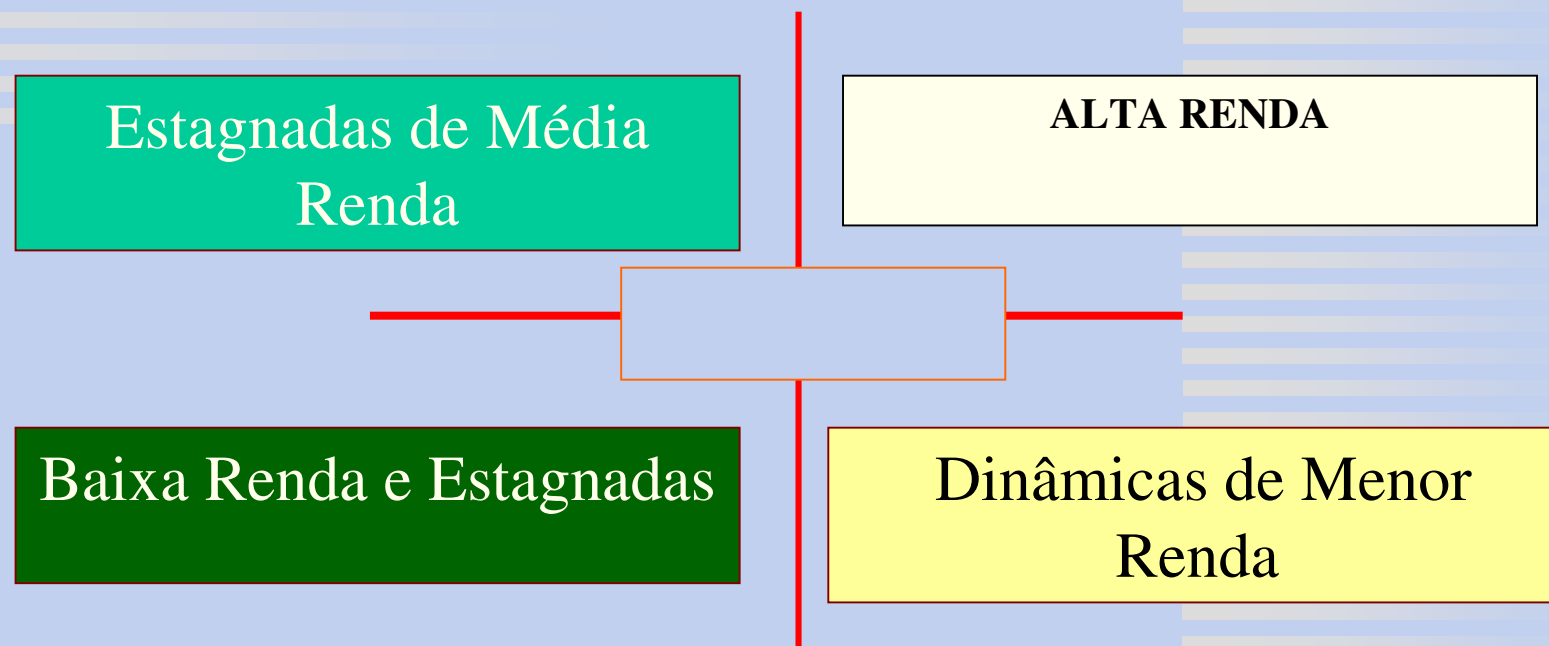 Estagnadas de Média
Renda
ALTA RENDA
Baixa Renda e Estagnadas
Dinâmicas de Menor
Renda